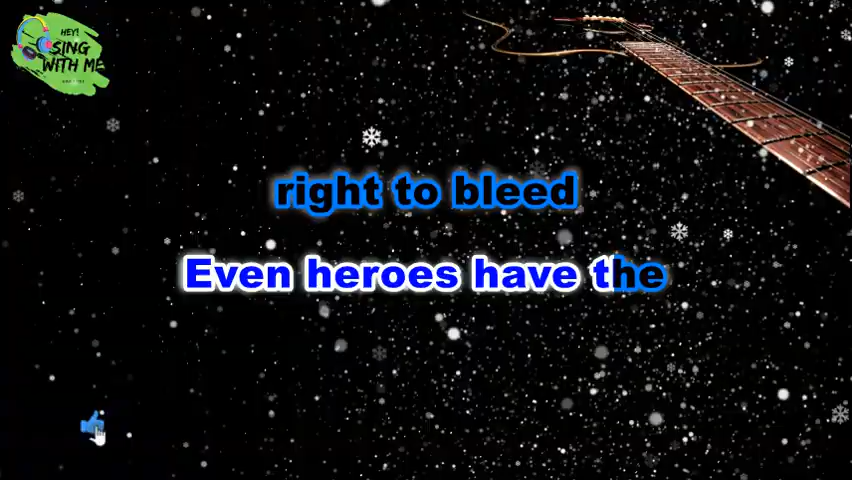 HEY!
SING
WITH ME
right to bleed
Even heroes have the